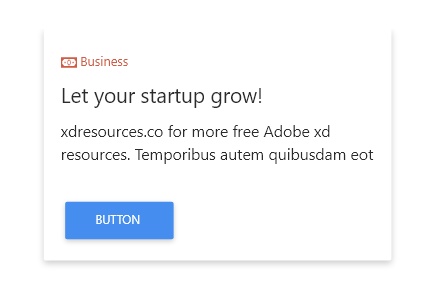 Business
Let your startup grow!
xdresources.co for more free Adobe xd
resources. Temporibus autem quibusdam eot
BUTTON